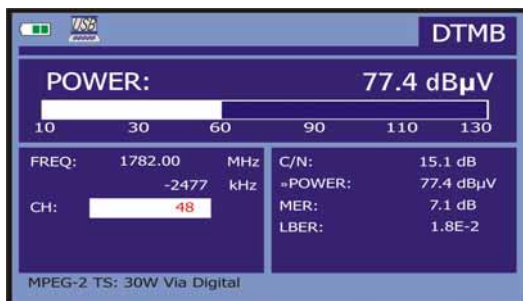 USB
DTMB
POWER: 77.4 dBµV
10 30 60 90 110 130
FREQ: 1782.00 MHz
-2477 kHz
CH: 48
C/N: 15.1 dB
»POWER: 77.4 dBµV
MER: 7.1 dB
LBER: 1.8E-2
MPEG-2 TS: 30W Via Digital